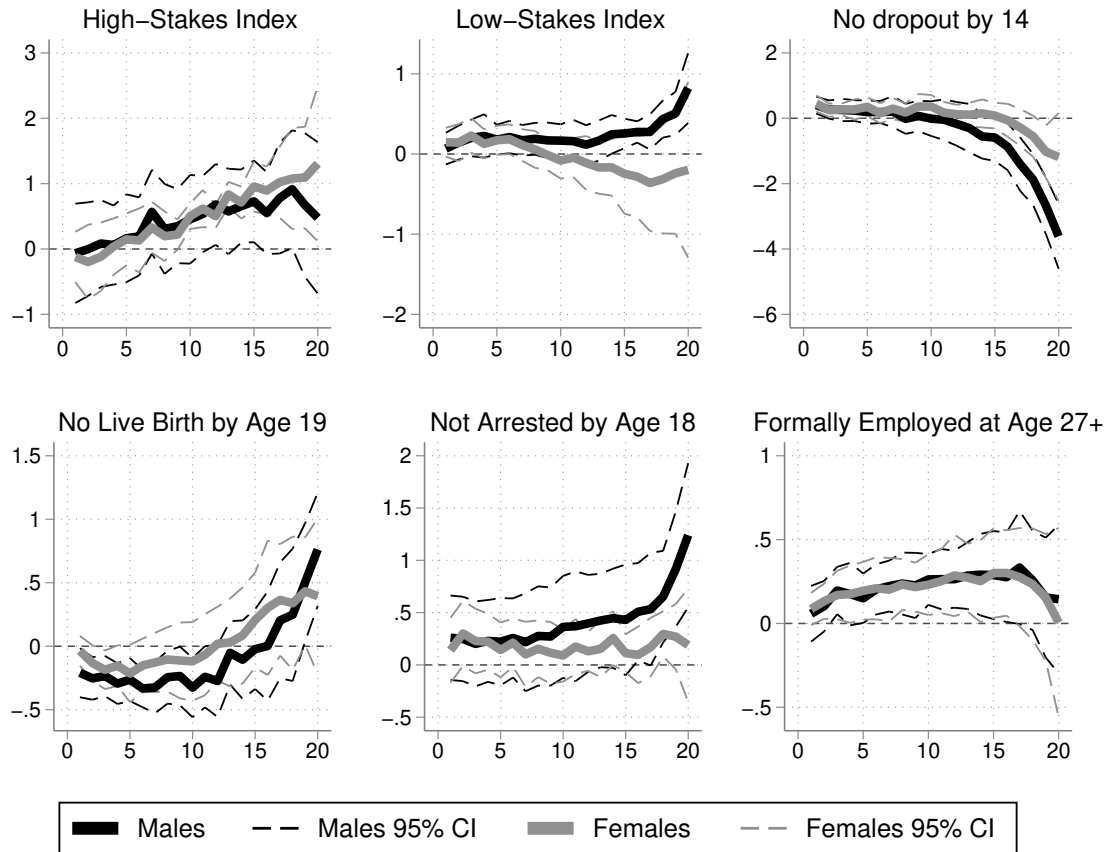 High−Stakes Index
3
2
1
0
−1
0 5 10 15 20
Low−Stakes Index
1
0
−1
−2
0 5 10 15 20
No dropout by 14
2
0
−2
−4
−6
0 5 10 15 20
No Live Birth by Age 19
1.5
1
.5
0
−.5
0 5 10 15 20
Not Arrested by Age 18
2
1.5
1
.5
0
−.5
0 5 10 15 20
Formally Employed at Age 27+
1
.5
0
−.5
0 5 10 15 20
Males Males 95% CI Females Females 95% CI